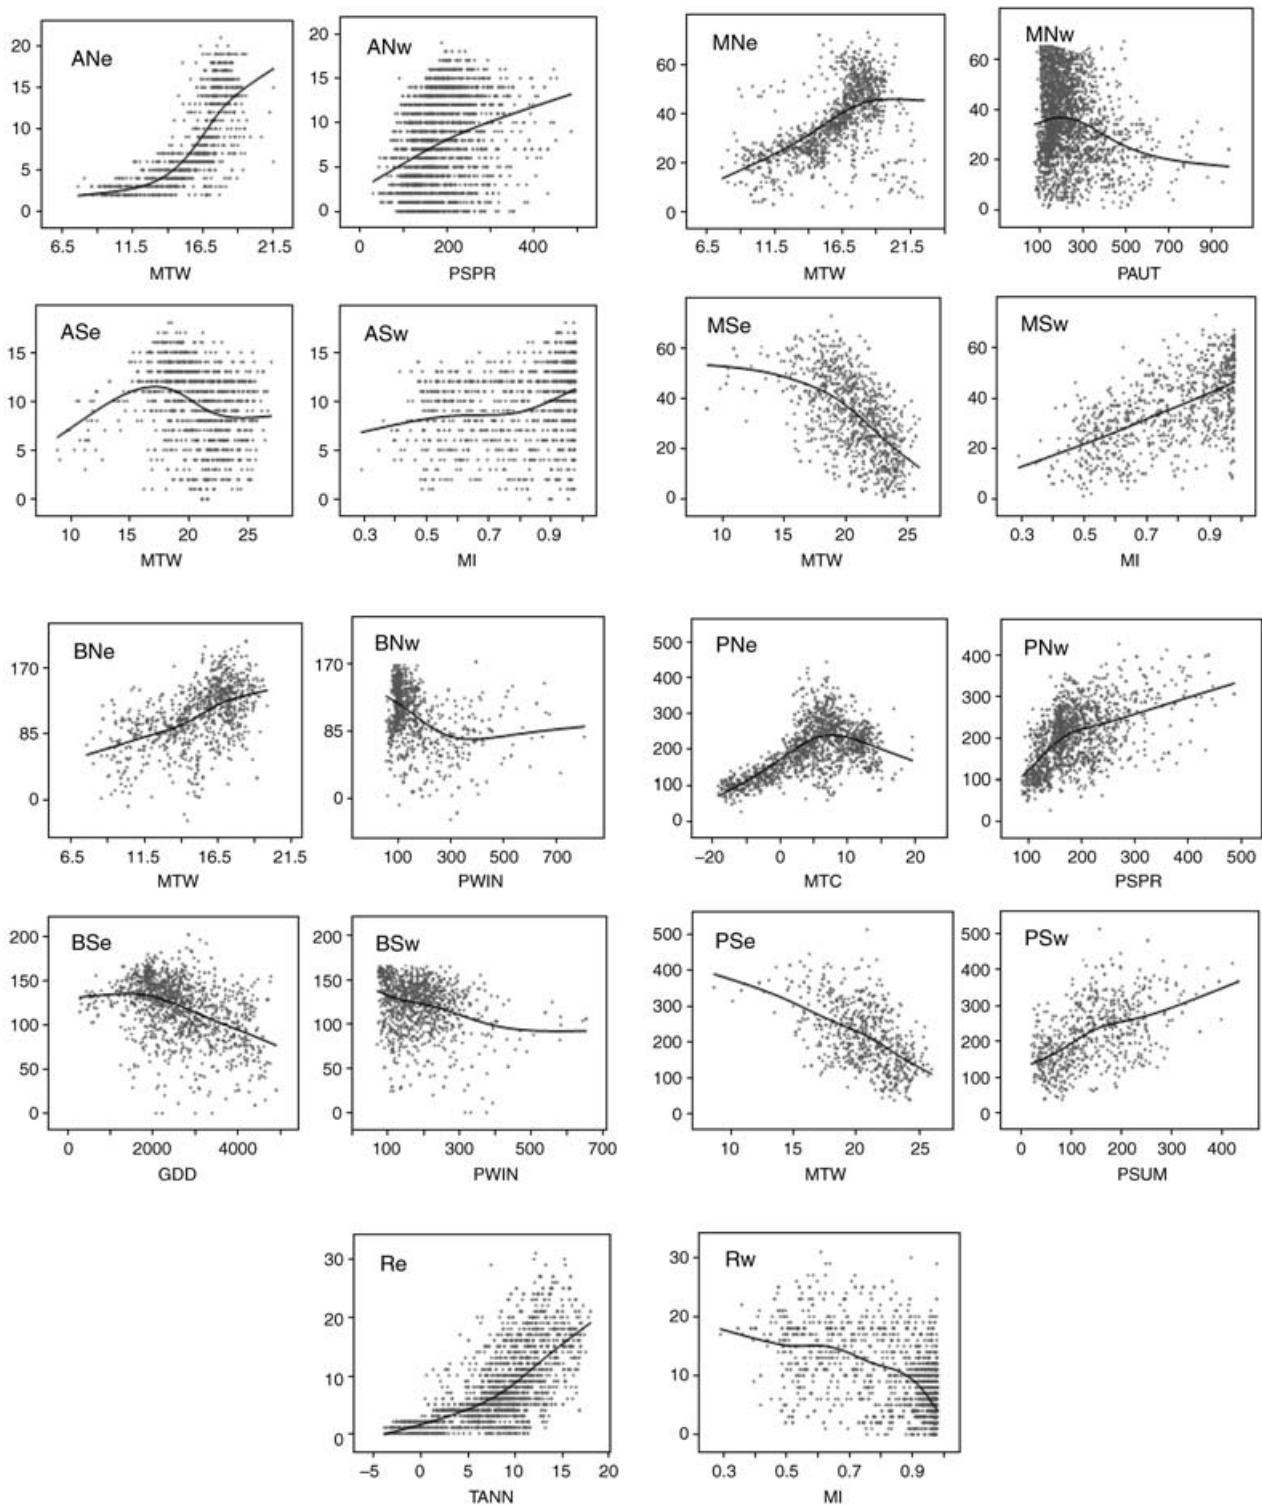 ANe
20
15
10
5
0
6.5 11.5 16.5 21.5
MTW
ANw
20
15
10
5
0
0 200 400
PSPR
MNe
60
40
20
0
6.5 11.5 16.5 21.5
MTW
MNw
60
40
20
0
100 300 500 700 900
PAUT
ASe
15
10
5
0
10 15 20 25
MTW
ASw
15
10
5
0
0.3 0.5 0.7 0.9
MI
MSe
60
40
20
0
10 15 20 25
MTW
MSw
60
40
20
0
0.3 0.5 0.7 0.9
MI
BNe
170
85
0
6.5 11.5 16.5 21.5
MTW
BNw
170
85
0
100 300 500 700
PWIN
PNe
500
400
300
200
100
0
−20 0 10 20
MTC
PNw
400
300
200
100
0
100 200 300 400 500
PSPR
BSe
200
150
100
50
0
0 2000 4000
GDD
BSw
200
150
100
50
0
100 300 500 700
PWIN
PSe
500
400
300
200
100
0
10 15 20 25
MTW
PSw
500
400
300
200
100
0
0 100 200 300 400
PSUM
Re
30
20
10
0
−5 0 5 10 15 20
TANN
Rw
30
20
10
0
0.3 0.5 0.7 0.9
MI